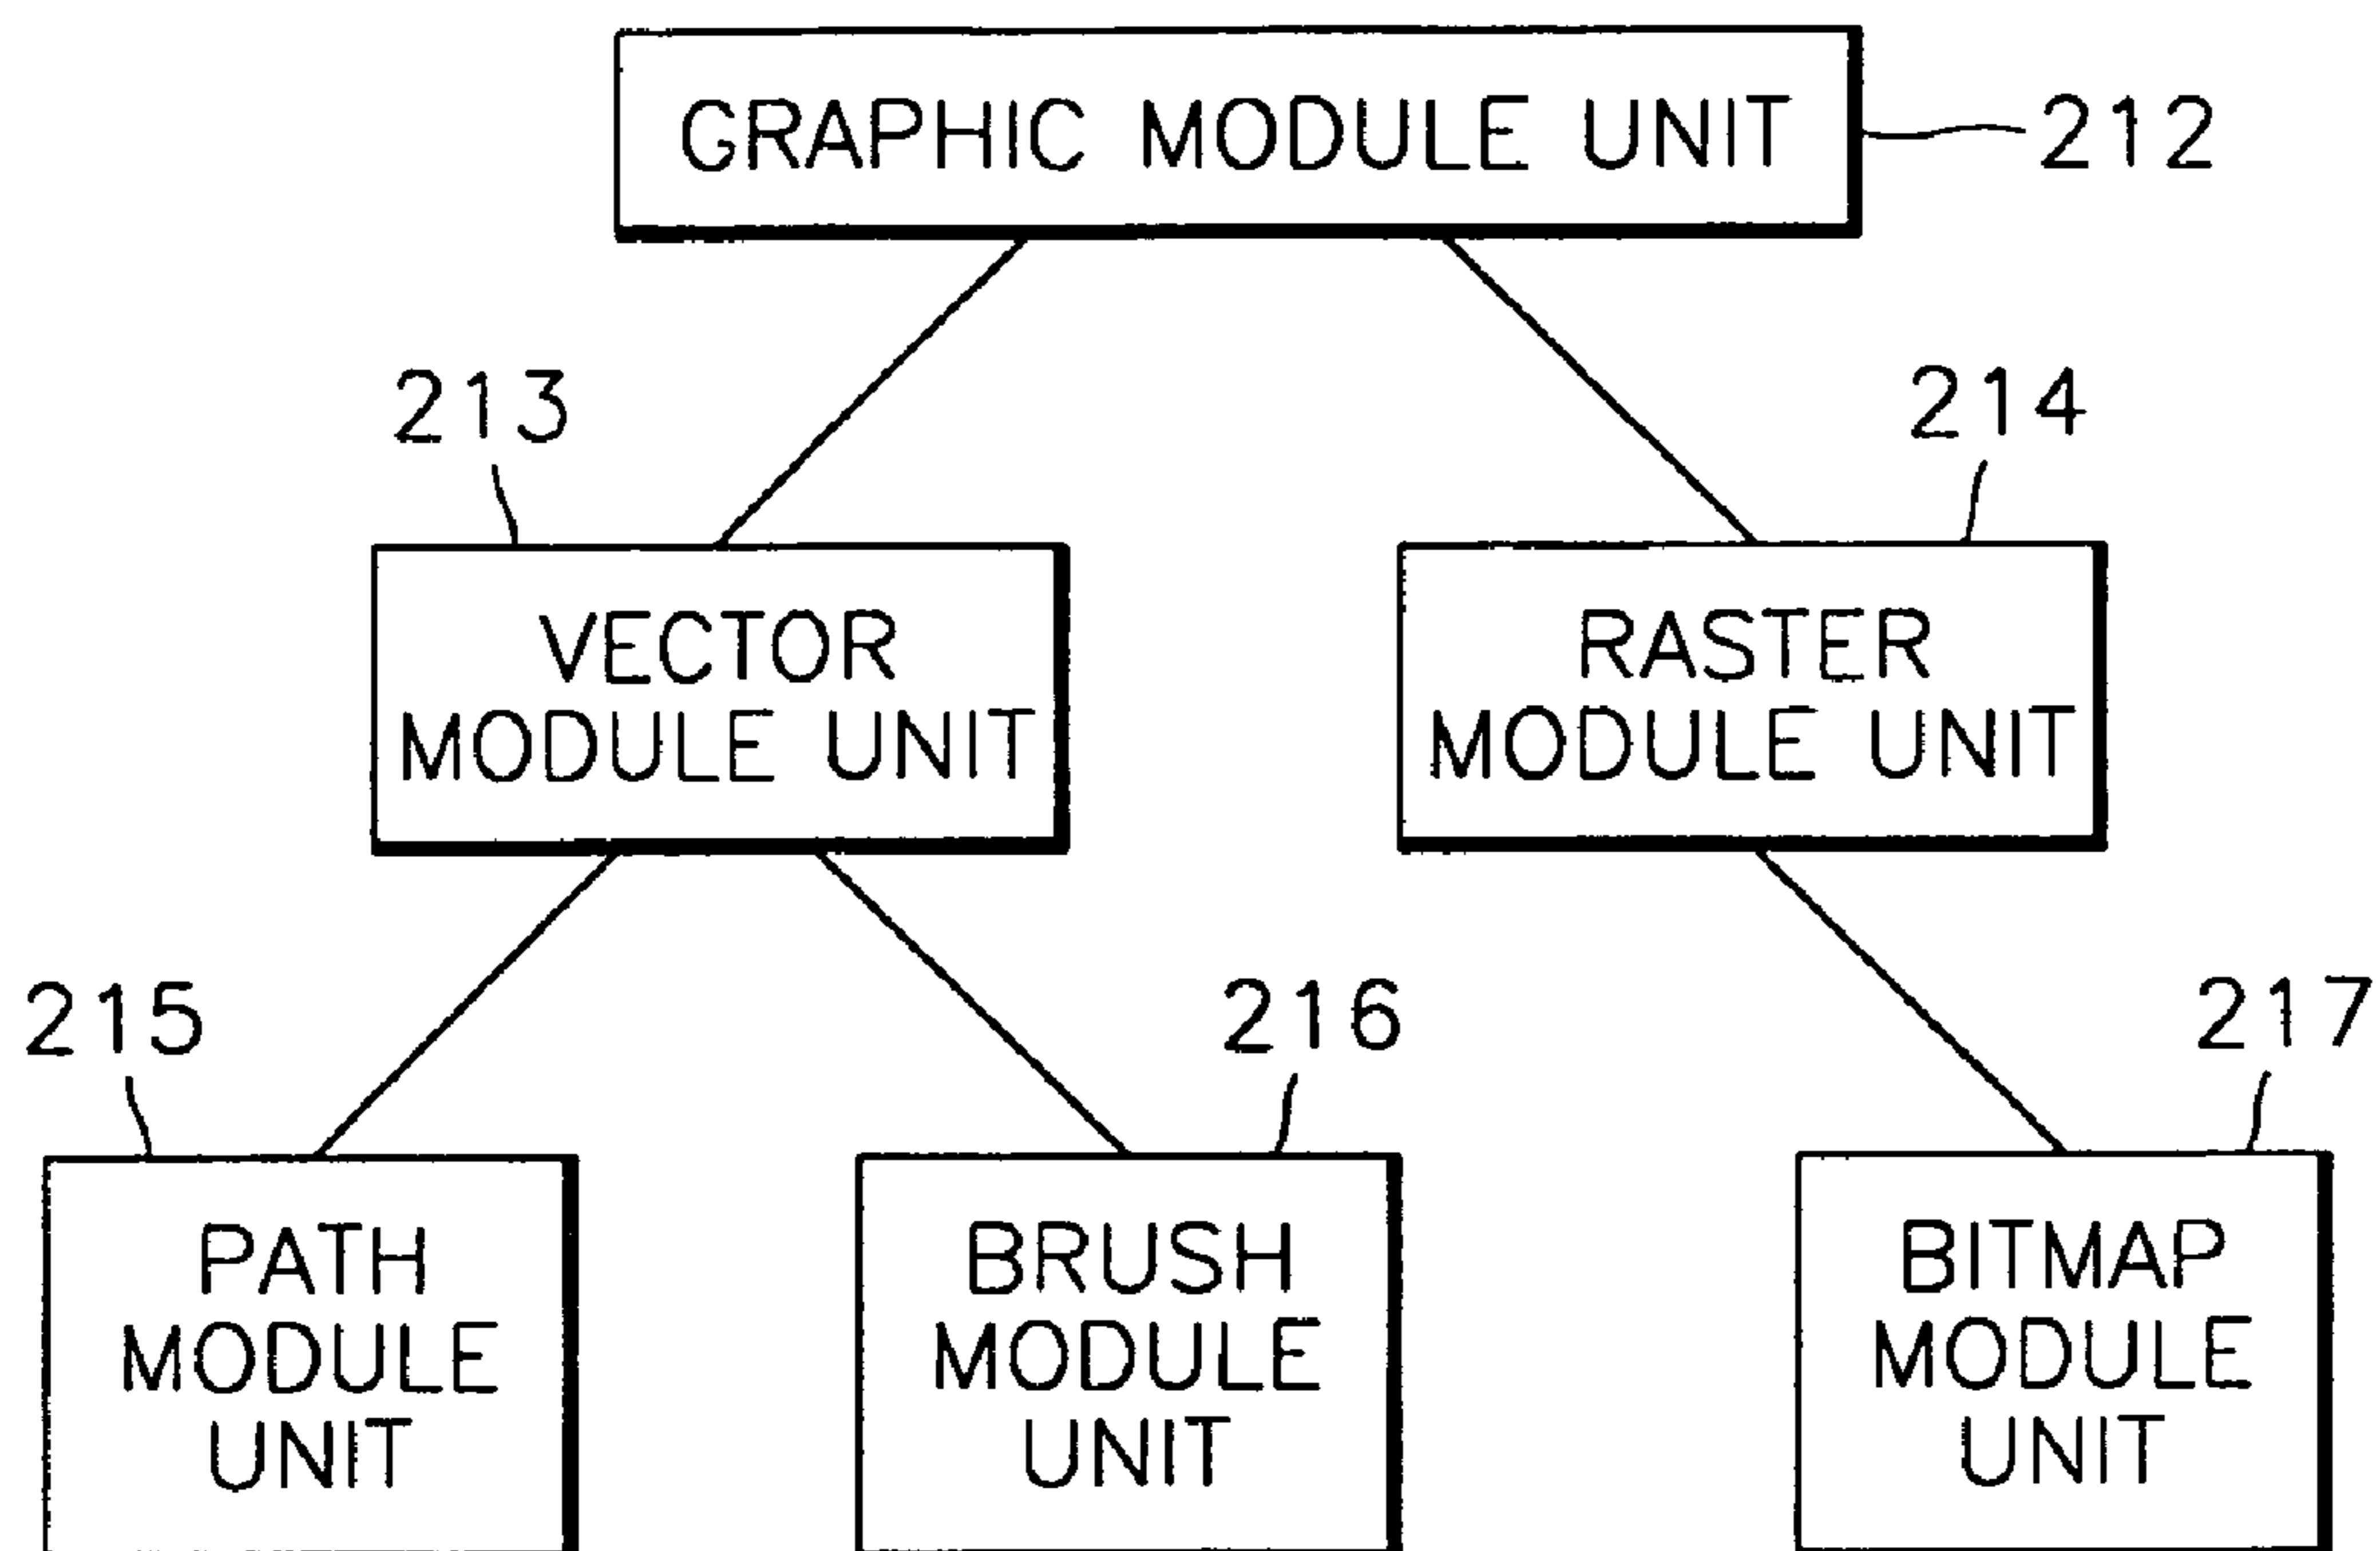 GRAPHIC MODULE UNIT
212
213
214
VECTOR
MODULE UNIT
RASTER
MODULE UNIT
215
216
217
PATH
MODULE
UNIT
BRUSH
MODULE
UNIT
BITMAP
MODULE
UNIT